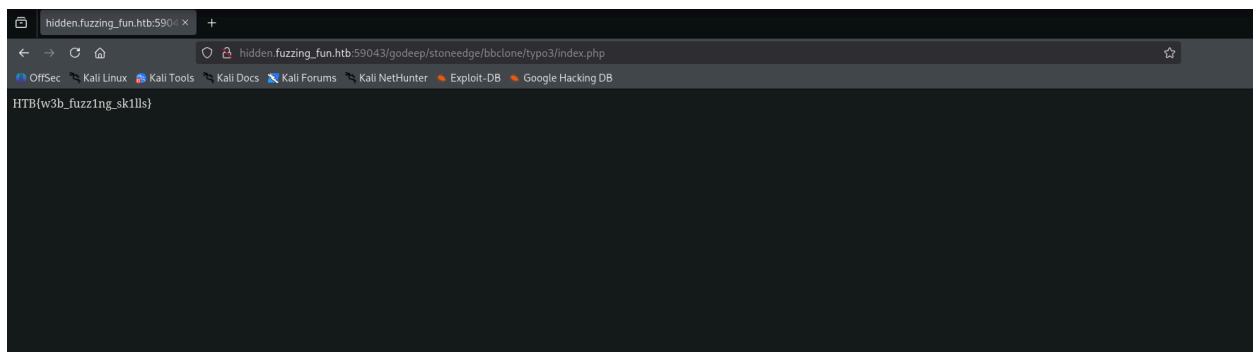 hidden.fuzzing_fun.htb:5904
hidden.fuzzing_fun.htb:59043/godeep/stoneedge/bbclone/typo3/index.php
OffSec Kali Linux Kali Tools Kali Docs Kali Forums Kali NetHunter Exploit-DB Google Hacking DB
HTB{w3b_fuzz1ng_sk1lls}